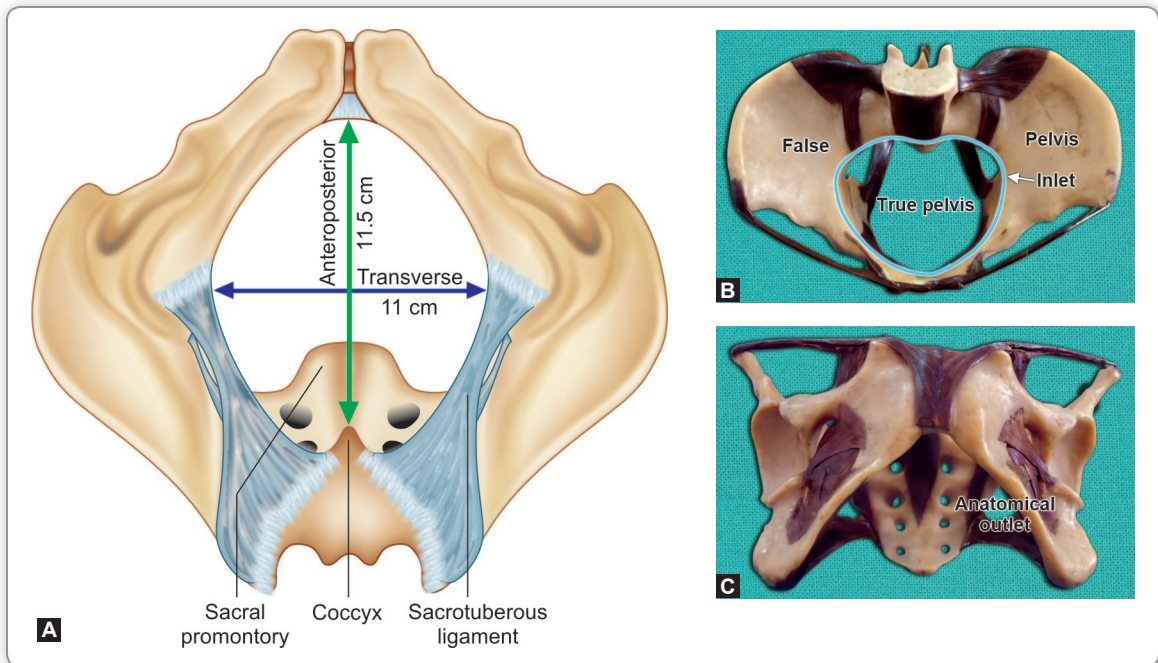 Anteroposterior
11.5 cm
Transverse
11 cm
Sacral
promontory
Coccyx
Sacrotuberous
ligament
A
False
Pelvis
Inlet
True pelvis
B
Anatomical
outlet
C